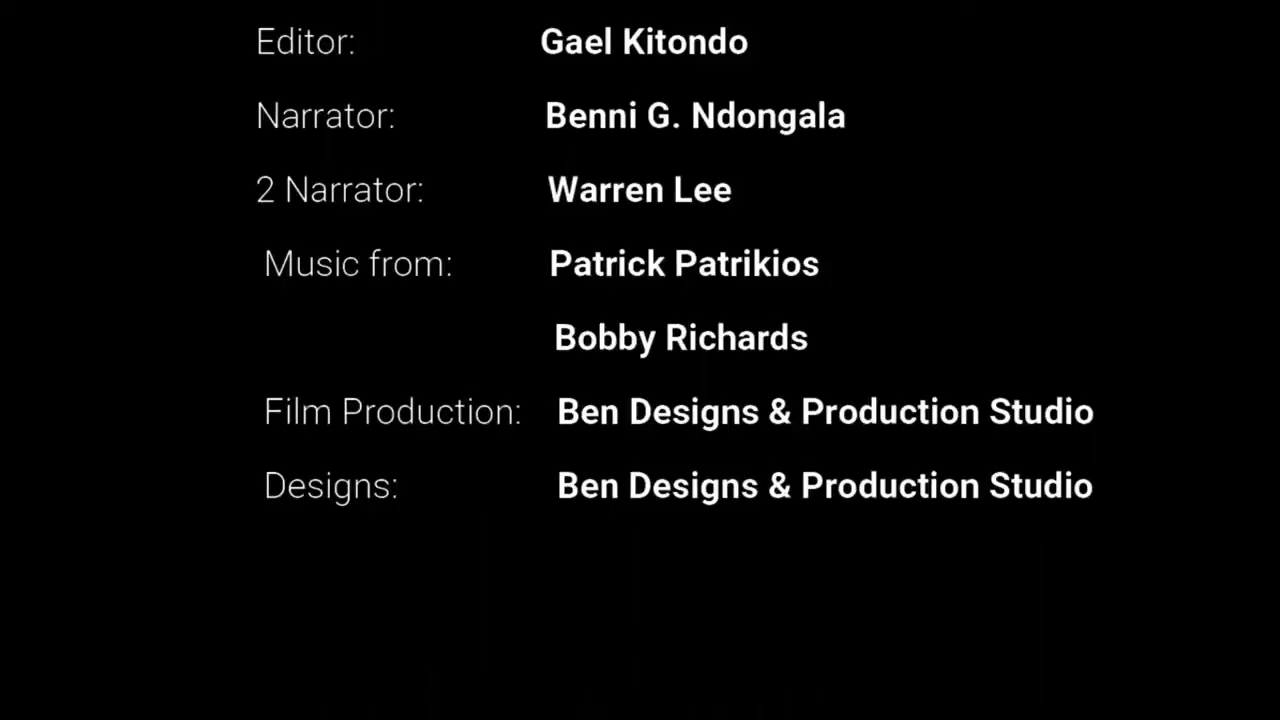 Editor: Gael Kitondo
Narrator: Benni G. Ndongala
2 Narrator: Warren Lee
Music from: Patrick Patrikios
Bobby Richards
Film Production: Ben Designs & Production Studio
Designs: Ben Designs & Production Studio